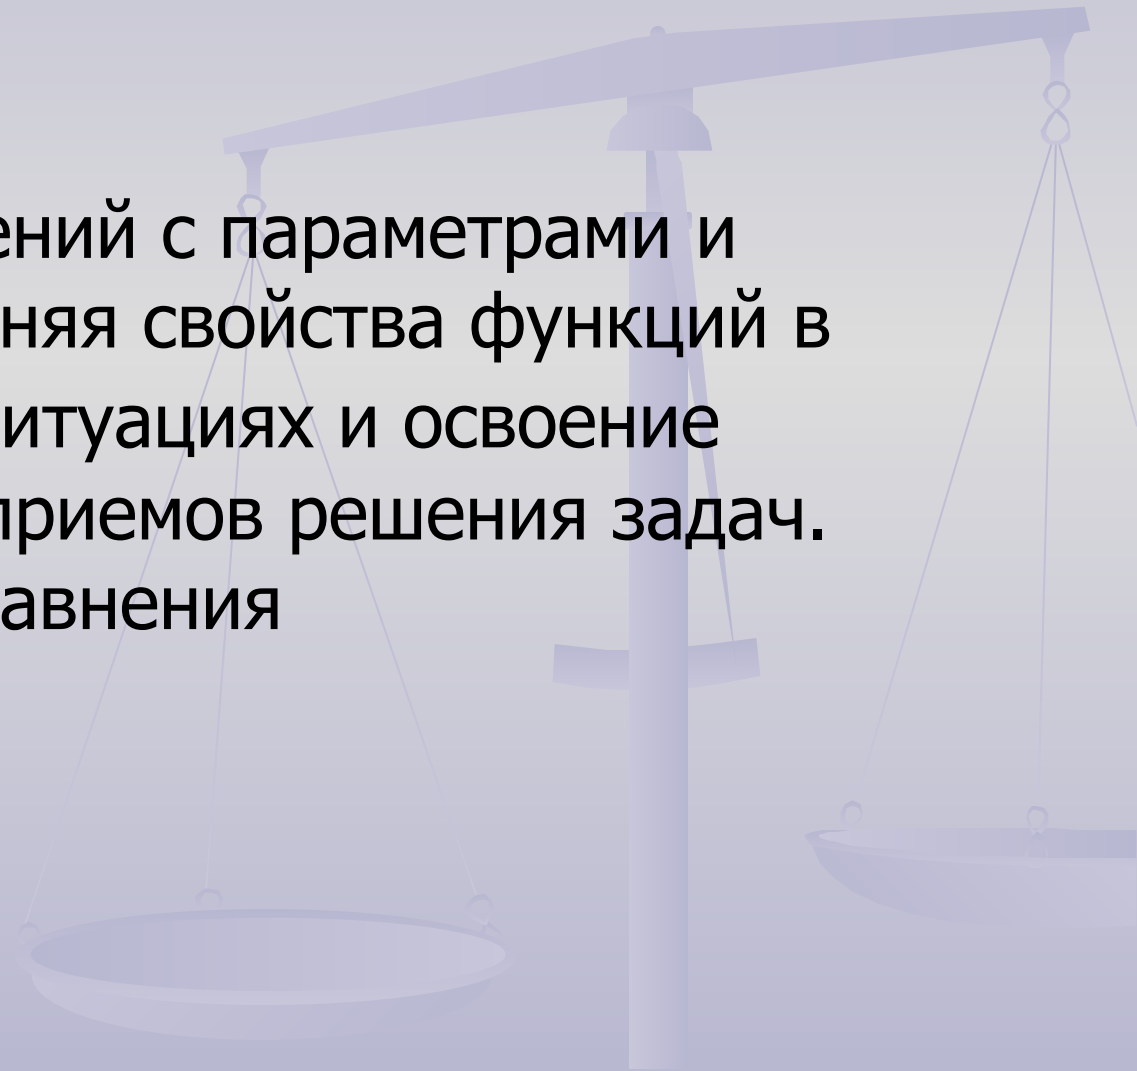 ений с параметрами и
няя свойства функций в
итуациях и освоение
приемов решения задач.
авнения